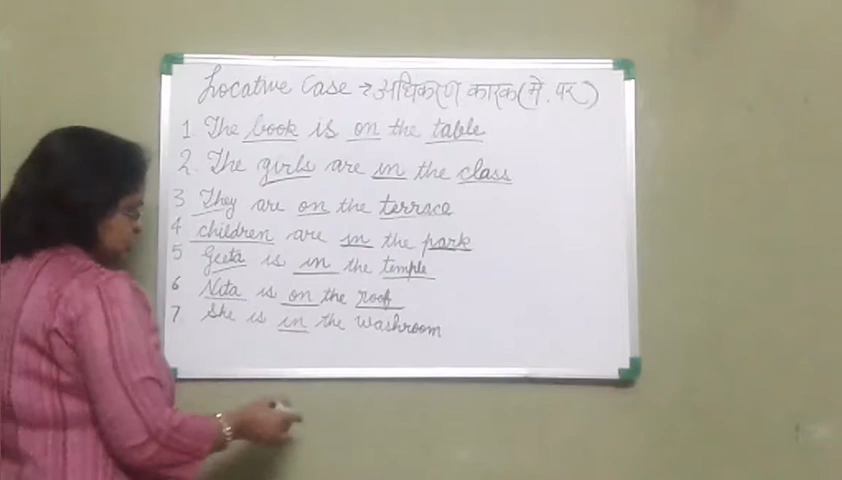 Locative Case → अधिकरण कारक (में. पर)
1 The book is on the table
2. The girls are in the class
3 They are on the terrace
4 children are in the park
5 Geeta is in the temple
6 Nita is on the roof
7 She is in the washroom